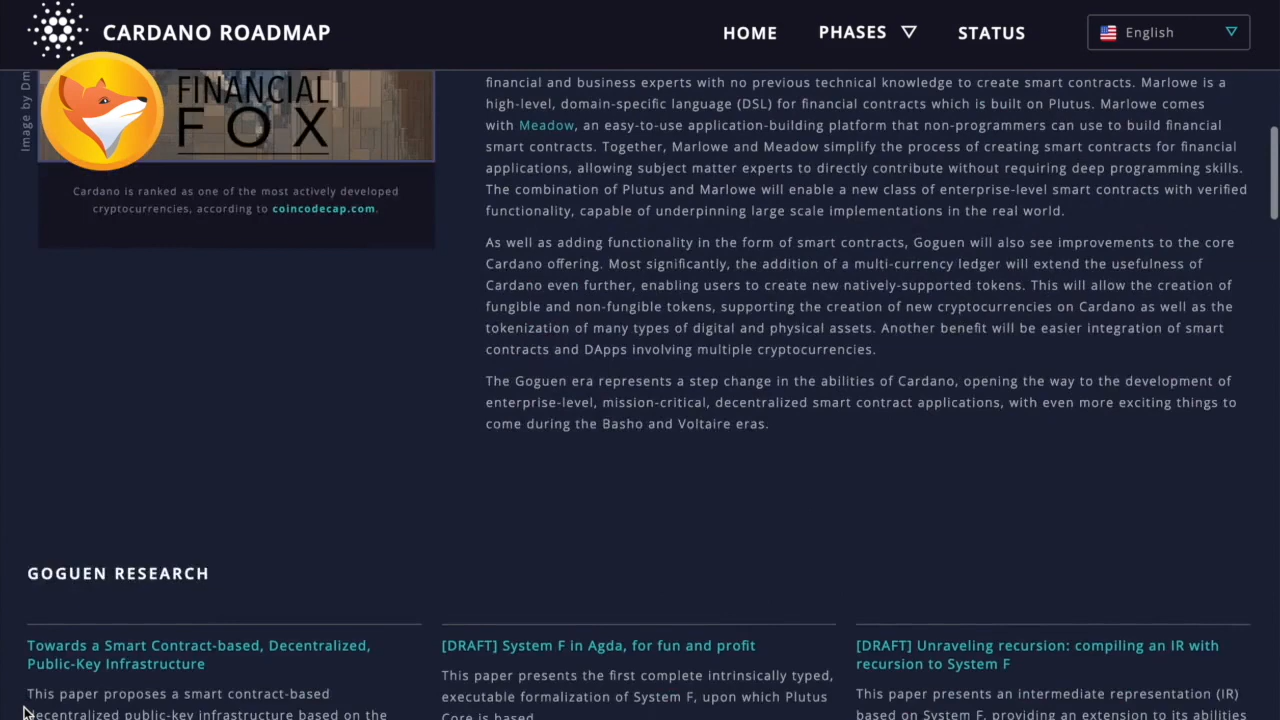 CARDANO ROADMAP
HOME
PHASES
STATUS
English
Image by Dm
FINANCIAL
FOX
Cardano is ranked as one of the most actively developed
cryptocurrencies, according to coincodecap.com.
financial and business experts with no previous technical knowledge to create smart contracts. Marlowe is a
high-level, domain-specific language (DSL) for financial contracts which is built on Plutus. Marlowe comes
with Meadow, an easy-to-use application-building platform that non-programmers can use to build financial
smart contracts. Together, Marlowe and Meadow simplify the process of creating smart contracts for financial
applications, allowing subject matter experts to directly contribute without requiring deep programming skills.
The combination of Plutus and Marlowe will enable a new class of enterprise-level smart contracts with verified
functionality, capable of underpinning large scale implementations in the real world.
As well as adding functionality in the form of smart contracts, Goguen will also see improvements to the core
Cardano offering. Most significantly, the addition of a multi-currency ledger will extend the usefulness of
Cardano even further, enabling users to create new natively-supported tokens. This will allow the creation of
fungible and non-fungible tokens, supporting the creation of new cryptocurrencies on Cardano as well as the
tokenization of many types of digital and physical assets. Another benefit will be easier integration of smart
contracts and DApps involving multiple cryptocurrencies.
The Goguen era represents a step change in the abilities of Cardano, opening the way to the development of
enterprise-level, mission-critical, decentralized smart contract applications, with even more exciting things to
come during the Basho and Voltaire eras.
GOGUEN RESEARCH
Towards a Smart Contract-based, Decentralized,
Public-Key Infrastructure
This paper proposes a smart contract-based
decentralized public-key infrastructure based on the
[DRAFT] System F in Agda, for fun and profit
This paper presents the first complete intrinsically typed,
executable formalization of System F, upon which Plutus
Core is based
[DRAFT] Unraveling recursion: compiling an IR with
recursion to System F
This paper presents an intermediate representation (IR)
based on System F, providing an extension to its abilities